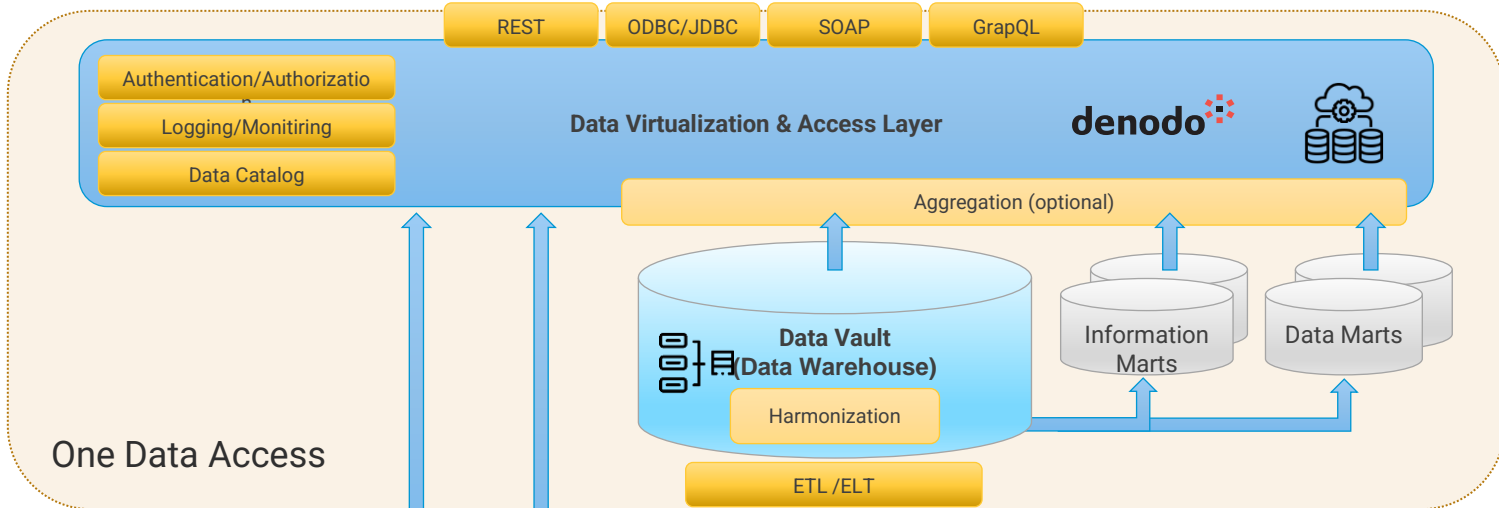 REST
ODBC/JDBC
SOAP
GrapQL
Authentication/Authorizatio
n
Logging/Monitiring
Data Catalog
Data Virtualization & Access Layer
denodo
Aggregation (optional)
Data Vault
(Data Warehouse)
Harmonization
Information
Marts
Data Marts
One Data Access
ETL /ELT